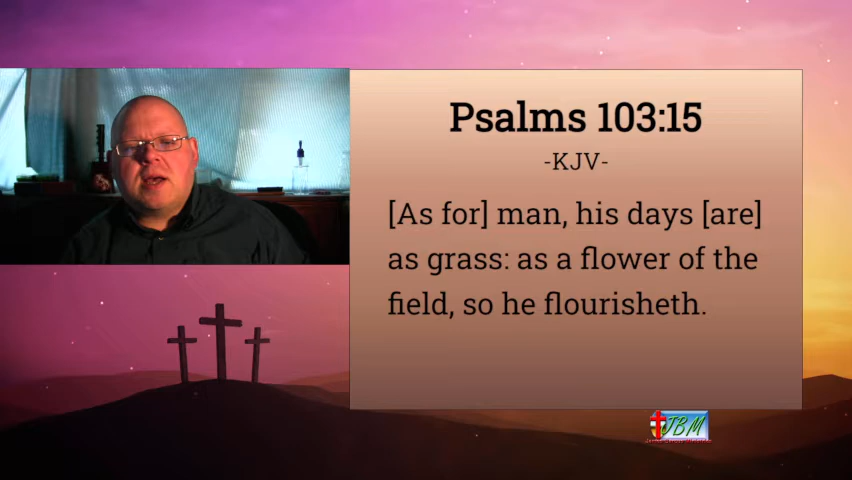 Psalms 103:15
-KJV-
[As for] man, his days [are]
as grass: as a flower of the
field, so he flourisheth.
JBM